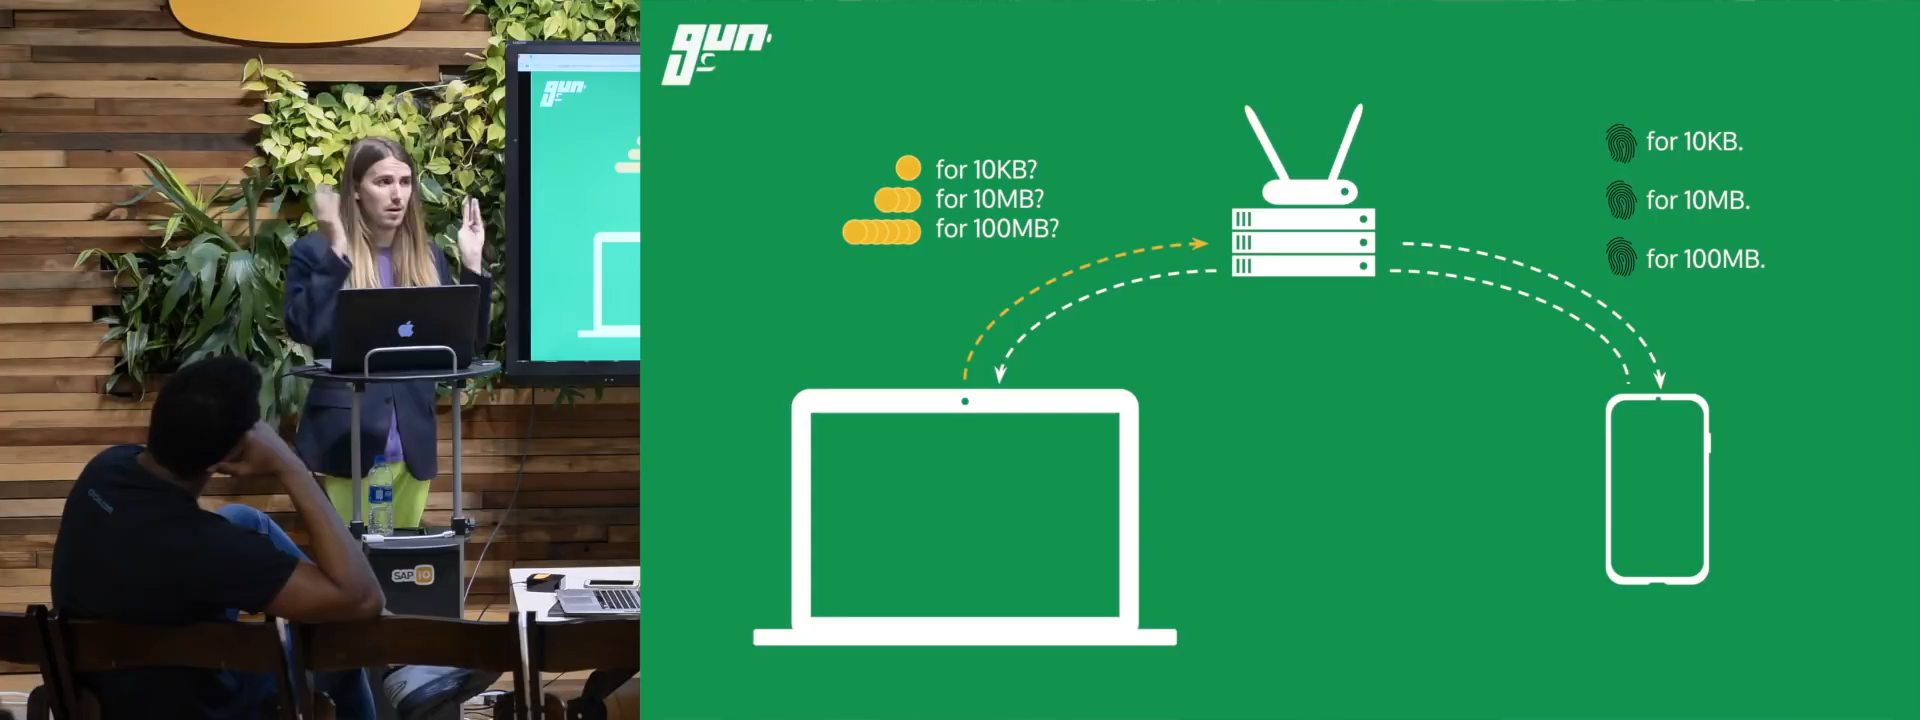 gun
gun
for 10KB?
for 10MB?
for 100MB?
for 10KB.
for 10MB.
for 100MB.
SAP iO